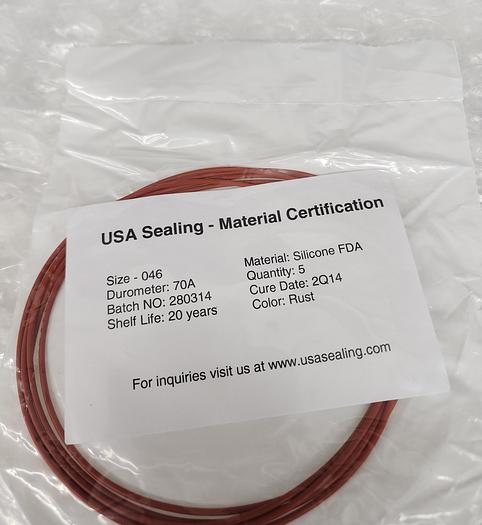 USA Sealing - Material Certification
Size - 046
Durometer: 70A
Batch NO: 280314
Shelf Life: 20 years
Material: Silicone FDA
Quantity: 5
Cure Date: 2Q14
Color: Rust
For inquiries visit us at www.usasealing.com